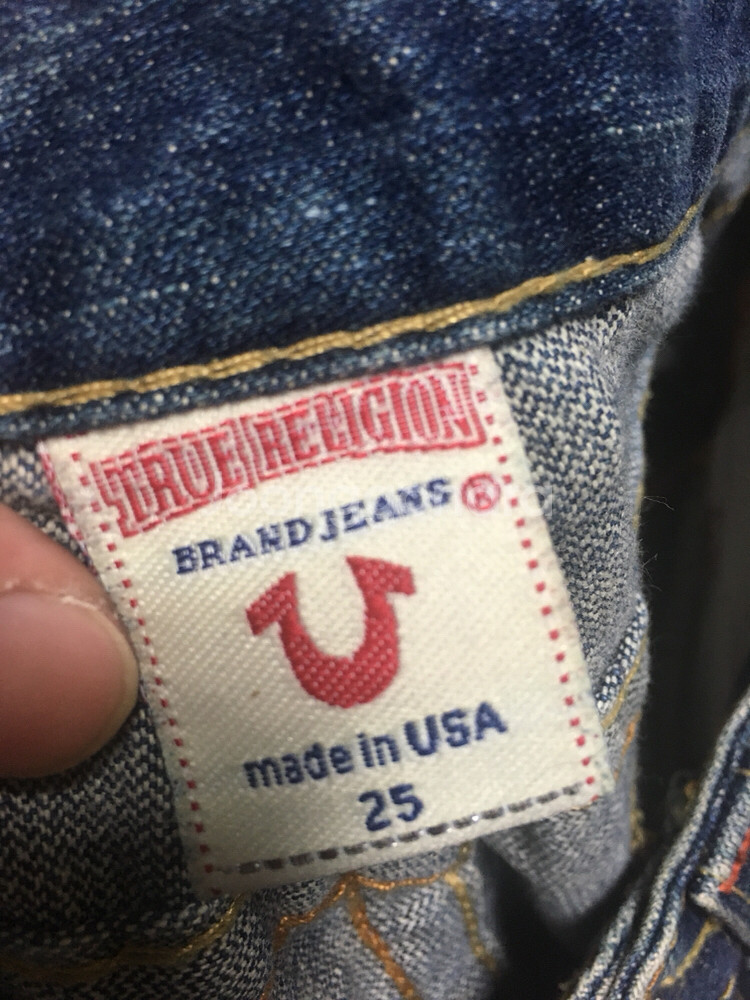 TRUE RELIGION
BRAND JEANS ®
made in USA
25